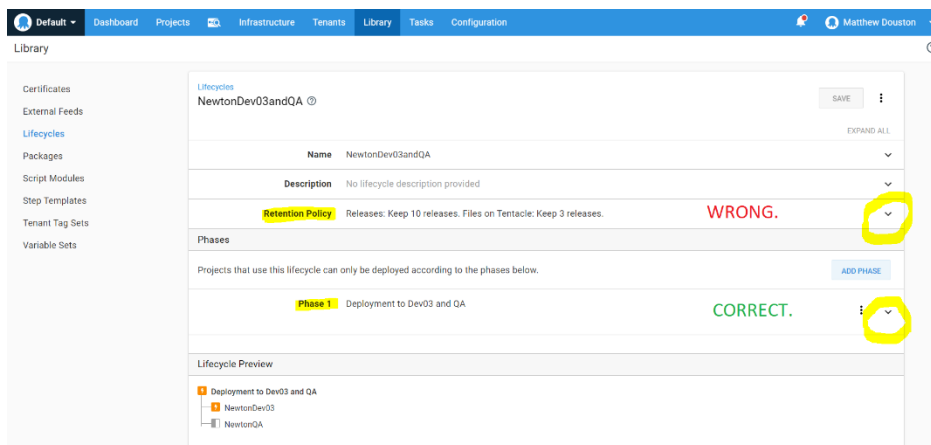 Default Dashboard Projects Infrastructure Tenants Library Tasks Configuration Matthew Douston
Library
Certificates
External Feeds
Lifecycles
Packages
Script Modules
Step Templates
Tenant Tag Sets
Variable Sets
Lifecycles
NewtonDev03andQA
SAVE
EXPAND ALL
Name NewtonDev03andQA
Description No lifecycle description provided
Retention Policy Releases: Keep 10 releases. Files on Tentacle: Keep 3 releases. WRONG.
Phases
Projects that use this lifecycle can only be deployed according to the phases below. ADD PHASE
Phase 1 Deployment to Dev03 and QA CORRECT.
Lifecycle Preview
Deployment to Dev03 and QA
NewtonDev03
NewtonQA